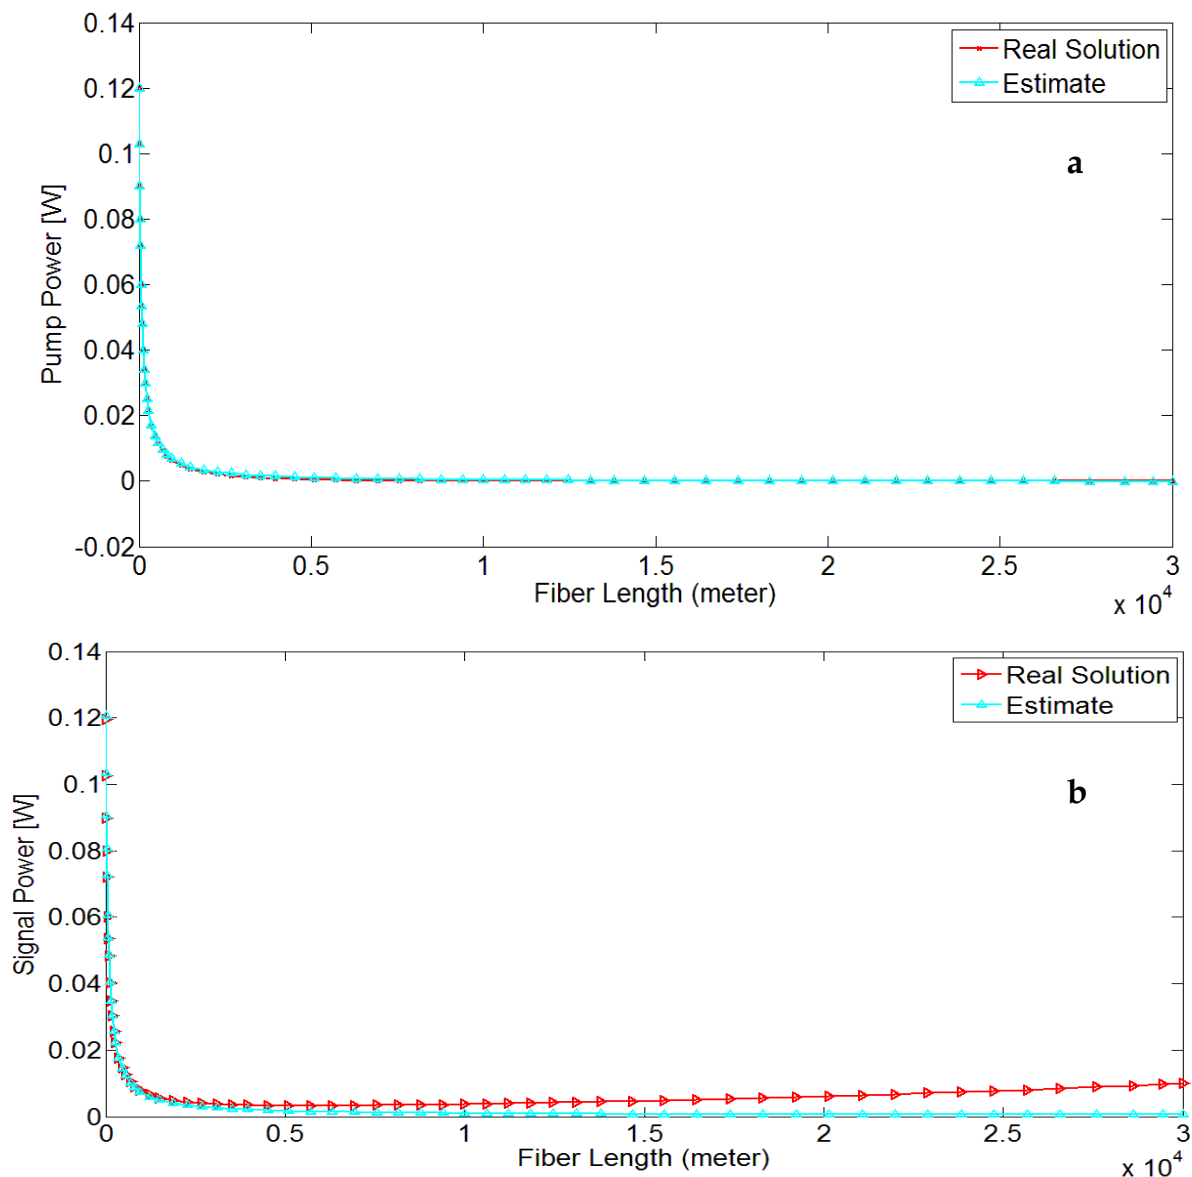 0.14
Real Solution
Estimate
0.12
0.1
a
0.08
0.06
0.04
0.02
0
-0.02
Pump Power [W]
0 0.5 1 1.5 2 2.5 3
Fiber Length (meter)
x 10⁴
0.14
Real Solution
Estimate
0.12
0.1
b
0.08
0.06
0.04
0.02
0
Signal Power [W]
0 0.5 1 1.5 2 2.5 3
Fiber Length (meter)
x 10⁴